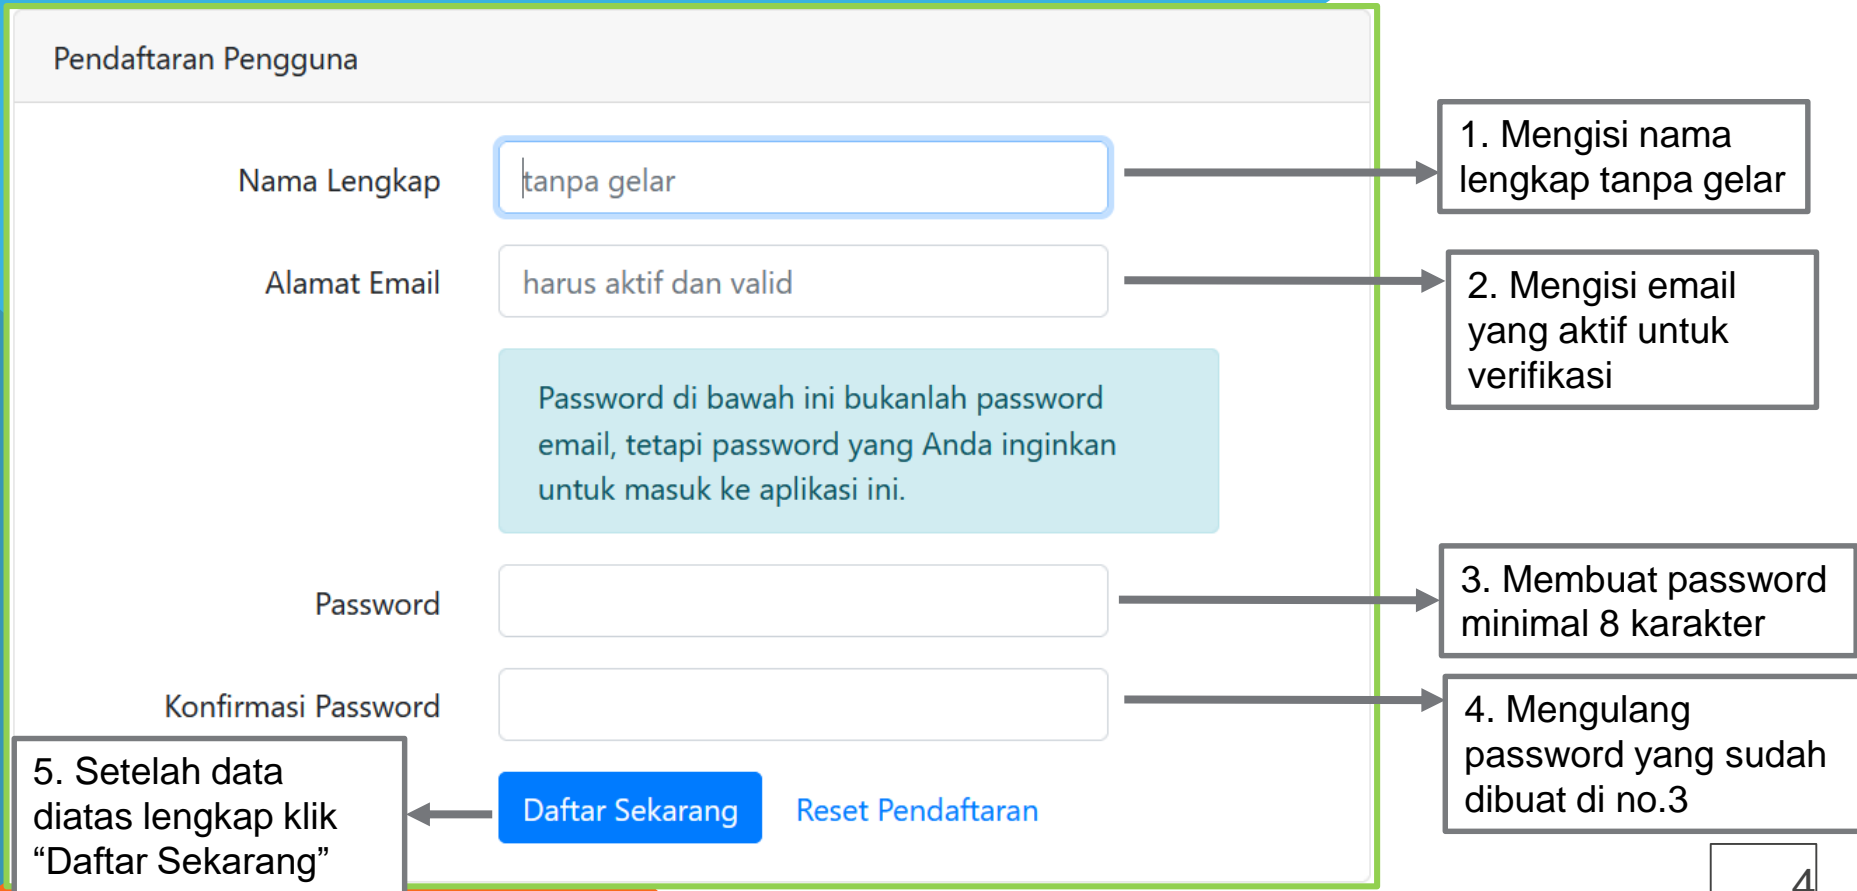 Pendaftaran Pengguna
Nama Lengkap
tanpa gelar
1. Mengisi nama
lengkap tanpa gelar
Alamat Email
harus aktif dan valid
2. Mengisi email
yang aktif untuk
verifikasi
Password di bawah ini bukanlah password
email, tetapi password yang Anda inginkan
untuk masuk ke aplikasi ini.
Password
3. Membuat password
minimal 8 karakter
Konfirmasi Password
4. Mengulang
password yang sudah
dibuat di no.3
5. Setelah data
diatas lengkap klik
“Daftar Sekarang”
Daftar Sekarang
Reset Pendaftaran
4